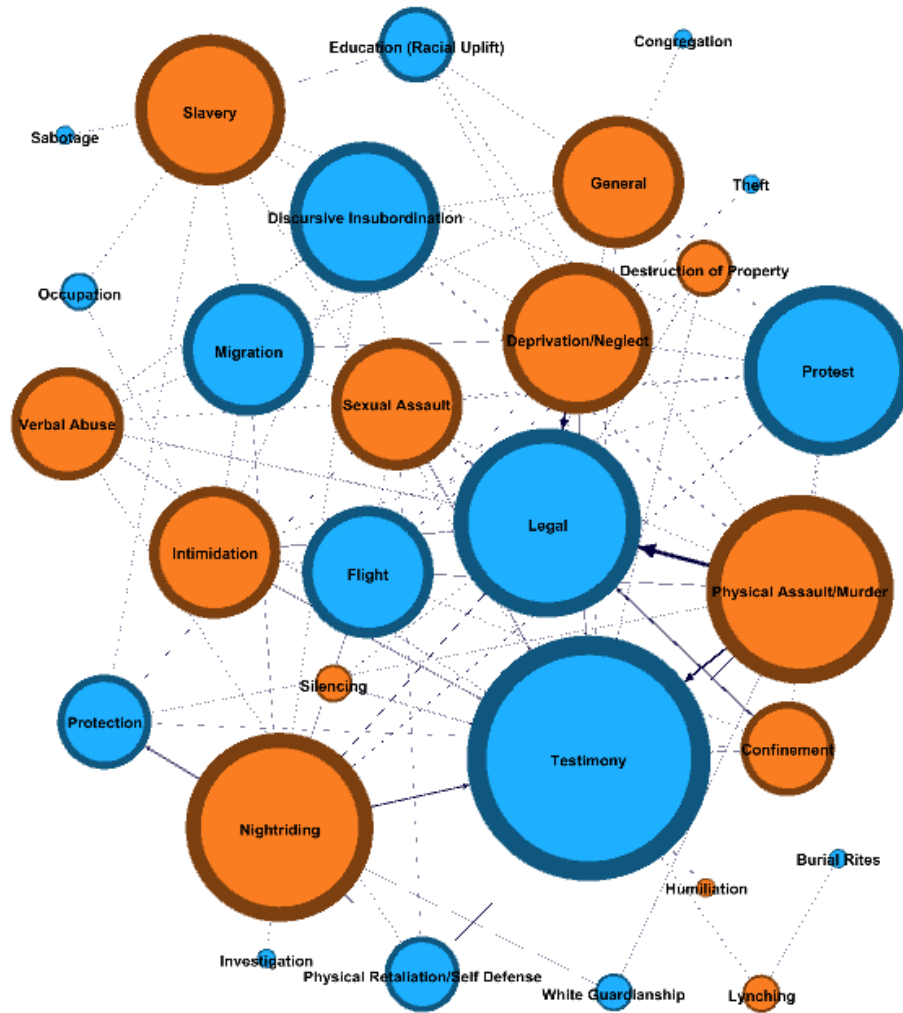 Education (Racial Uplift)
Congregation
Slavery
Sabotage
General
Theft
Discursive Insubordination
Destruction of Property
Occupation
Migration
Deprivation/Neglect
Protest
Sexual Assault
Verbal Abuse
Legal
Intimidation
Flight
Physical Assault/Murder
Silencing
Protection
Confinement
Testimony
Nightriding
Burial Rites
Humiliation
Investigation
Physical Retaliation/Self Defense
White Guardianship
Lynching